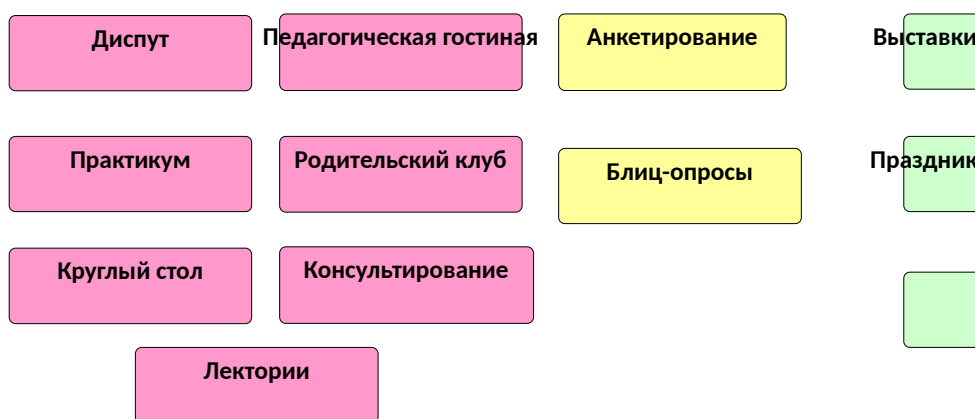 Диспут
Педагогическая гостиная
Анкетирование
Выставки
Практикум
Родительский клуб
Блиц-опросы
Праздник
Круглый стол
Консультирование
Лектории